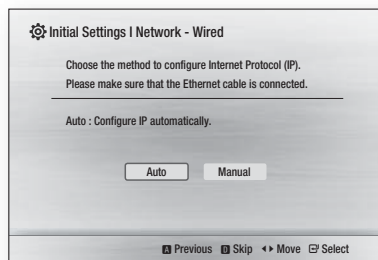 Initial Settings I Network - Wired
Choose the method to configure Internet Protocol (IP).
Please make sure that the Ethernet cable is connected.
Auto : Configure IP automatically.
Auto Manual
A Previous D Skip ◄► Move Select